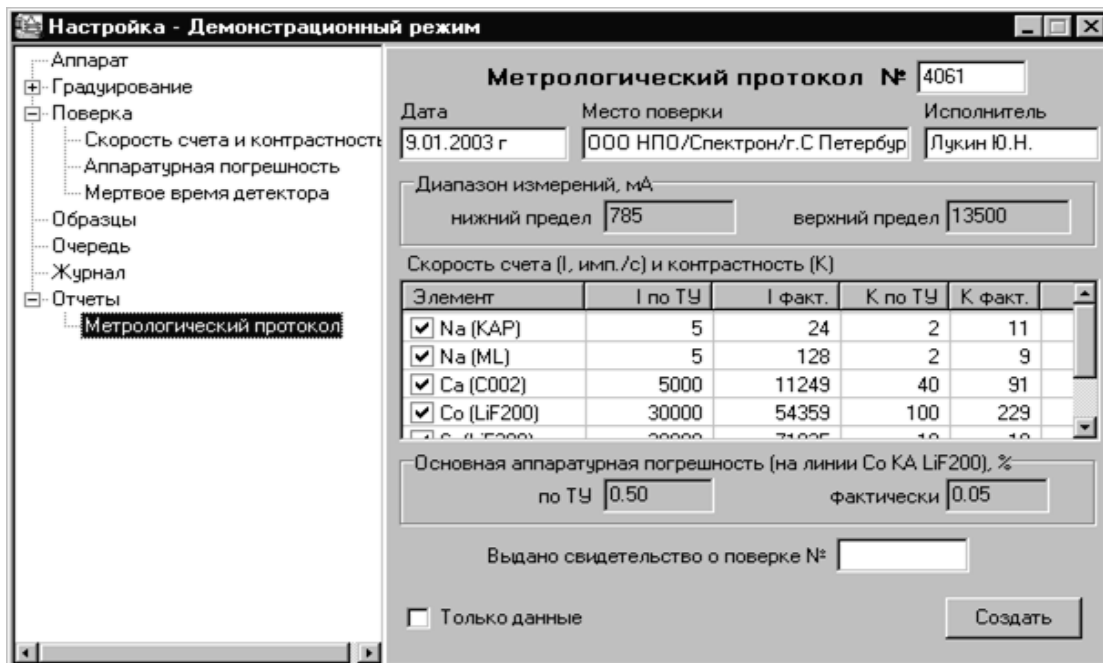 Настройка - Демонстрационный режим
Аппарат
Градуирование
Поверка
Скорость счета и контрастность
Аппаратурная погрешность
Мертвое время детектора
Образцы
Очередь
Журнал
Отчеты
Метрологический протокол
Метрологический протокол № 4061
Дата Место поверки Исполнитель
9.01.2003 г ООО НПО/Спектрон/г.С Петербур Лукин Ю.Н.
Диапазон измерений, мА
нижний предел 785 верхний предел 13500
Скорость счета (I, имп./с) и контрастность (К)
Элемент I по ТУ I факт. К по ТУ К факт.
Na (KAP) 5 24 2 11
Na (ML) 5 128 2 9
Ca (C002) 5000 11249 40 91
Co (LiF200) 30000 54359 100 229
Основная аппаратурная погрешность (на линии Co KA LiF200), %
по ТУ 0.50 фактически 0.05
Выдано свидетельство о поверке №
Только данные Создать